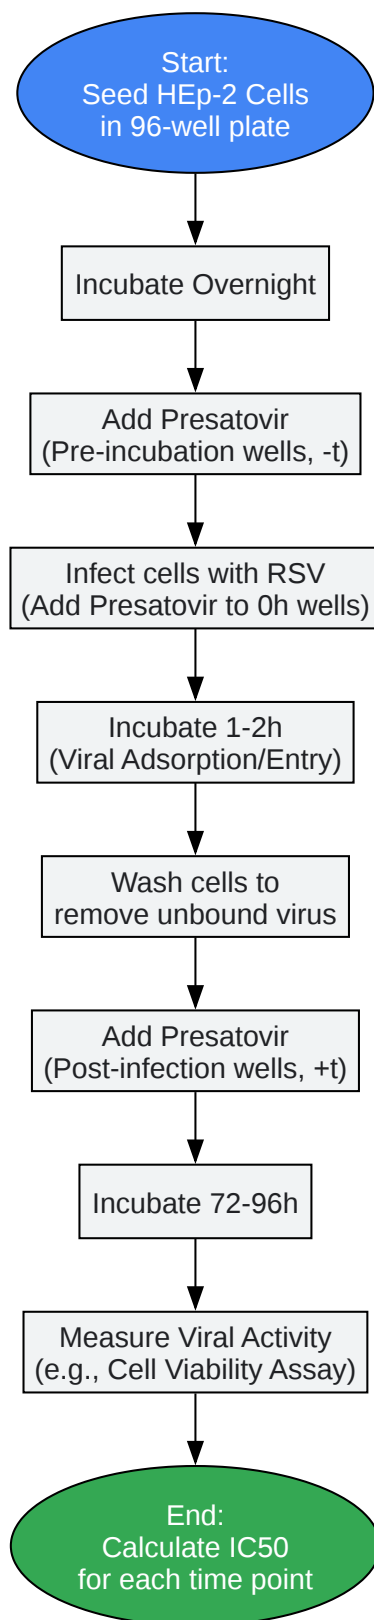 Start:
Seed HEp-2 Cells
in 96-well plate
Incubate Overnight
Add Presatovir
(Pre-incubation wells, -t)
Infect cells with RSV
(Add Presatovir to 0h wells)
Incubate 1-2h
(Viral Adsorption/Entry)
Wash cells to
remove unbound virus
Add Presatovir
(Post-infection wells, +t)
Incubate 72-96h
Measure Viral Activity
(e.g., Cell Viability Assay)
End:
Calculate IC50
for each time point